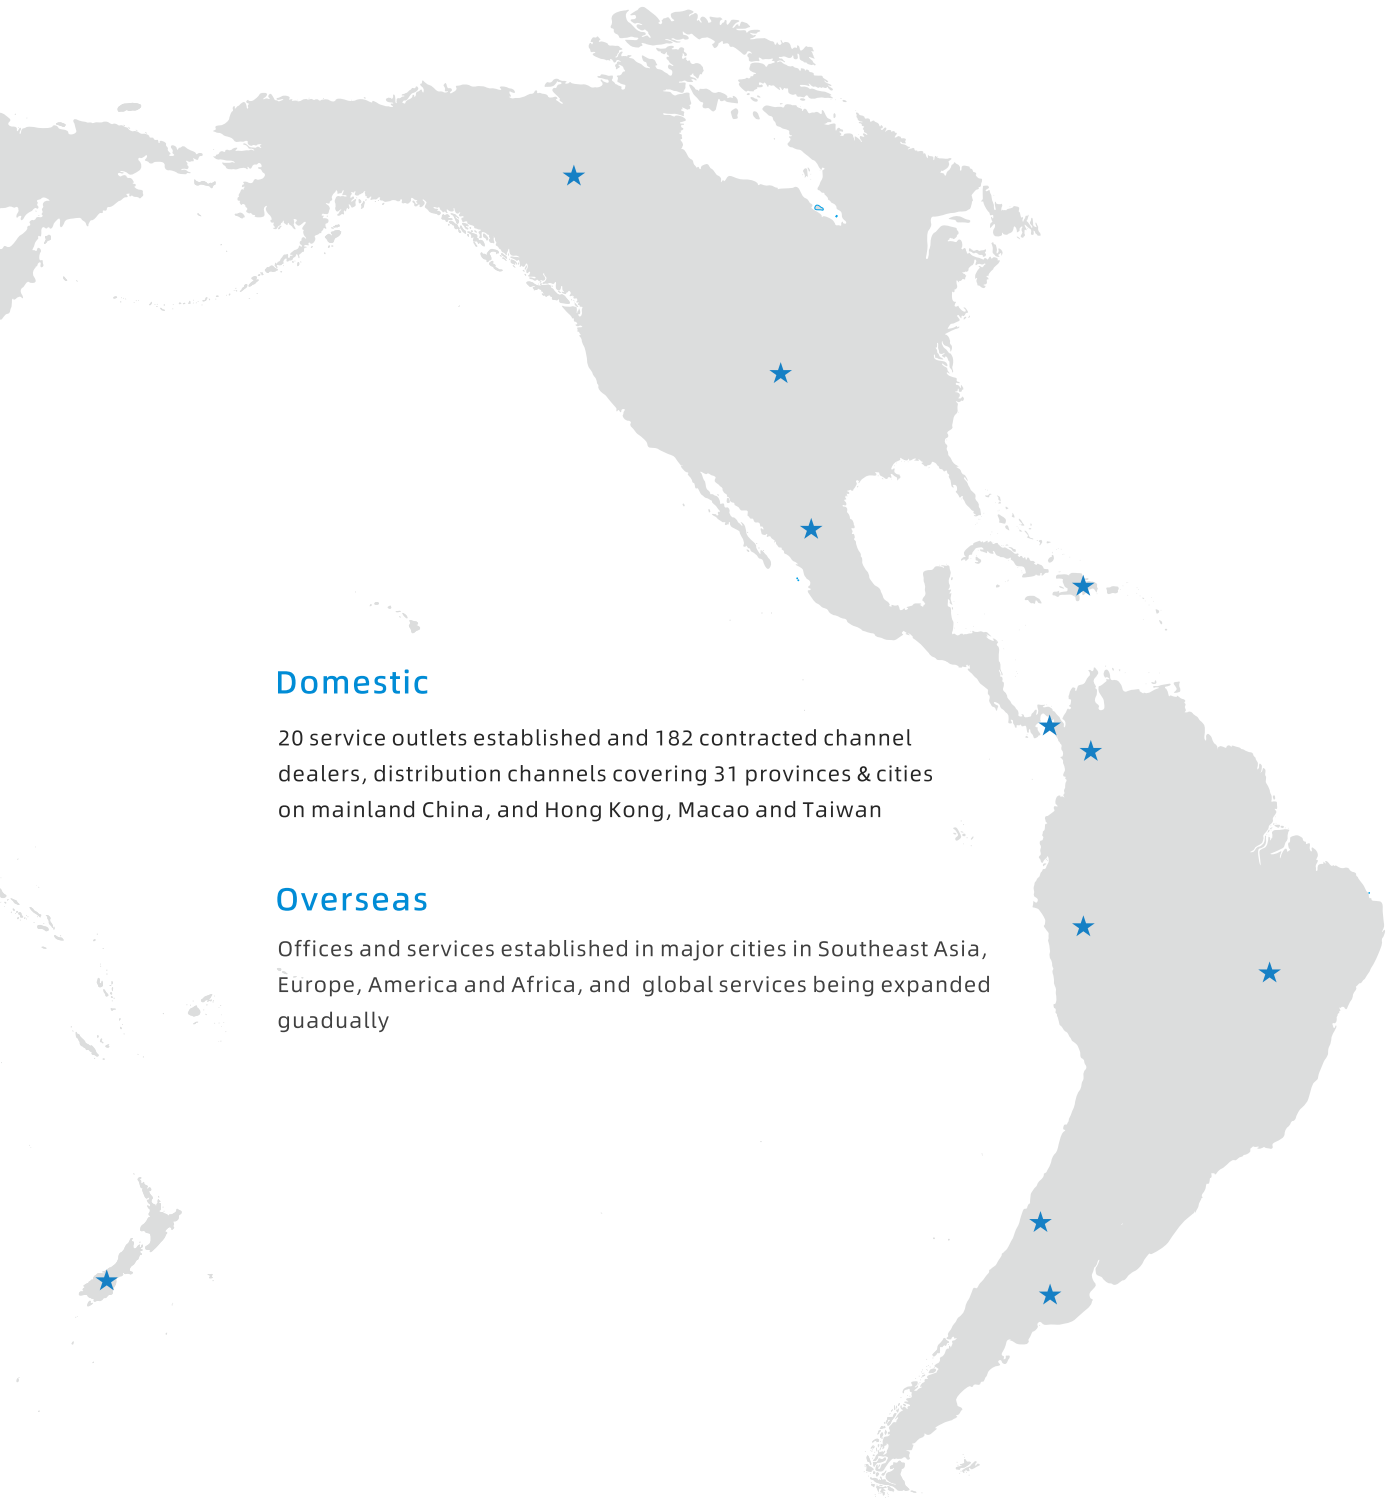 Domestic
20 service outlets established and 182 contracted channel
dealers, distribution channels covering 31 provinces & cities
on mainland China, and Hong Kong, Macao and Taiwan
Overseas
Offices and services established in major cities in Southeast Asia,
Europe, America and Africa, and global services being expanded
guadually